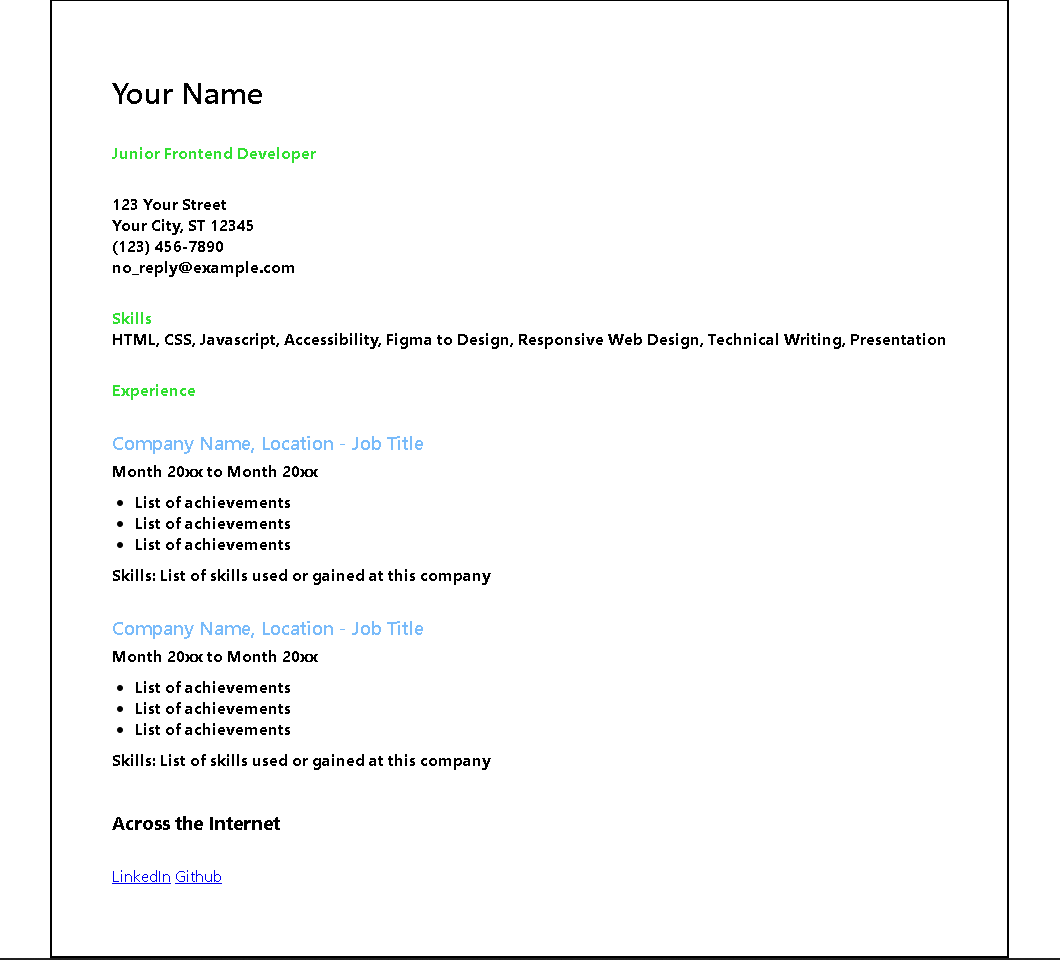 Your Name
Junior Frontend Developer
123 Your Street
Your City, ST 12345
(123) 456-7890
no_reply@example.com
Skills
HTML, CSS, Javascript, Accessibility, Figma to Design, Responsive Web Design, Technical Writing, Presentation
Experience
Company Name, Location - Job Title
Month 20xx to Month 20xx
• List of achievements
• List of achievements
• List of achievements
Skills: List of skills used or gained at this company
Company Name, Location - Job Title
Month 20xx to Month 20xx
• List of achievements
• List of achievements
• List of achievements
Skills: List of skills used or gained at this company
Across the Internet
LinkedIn Github